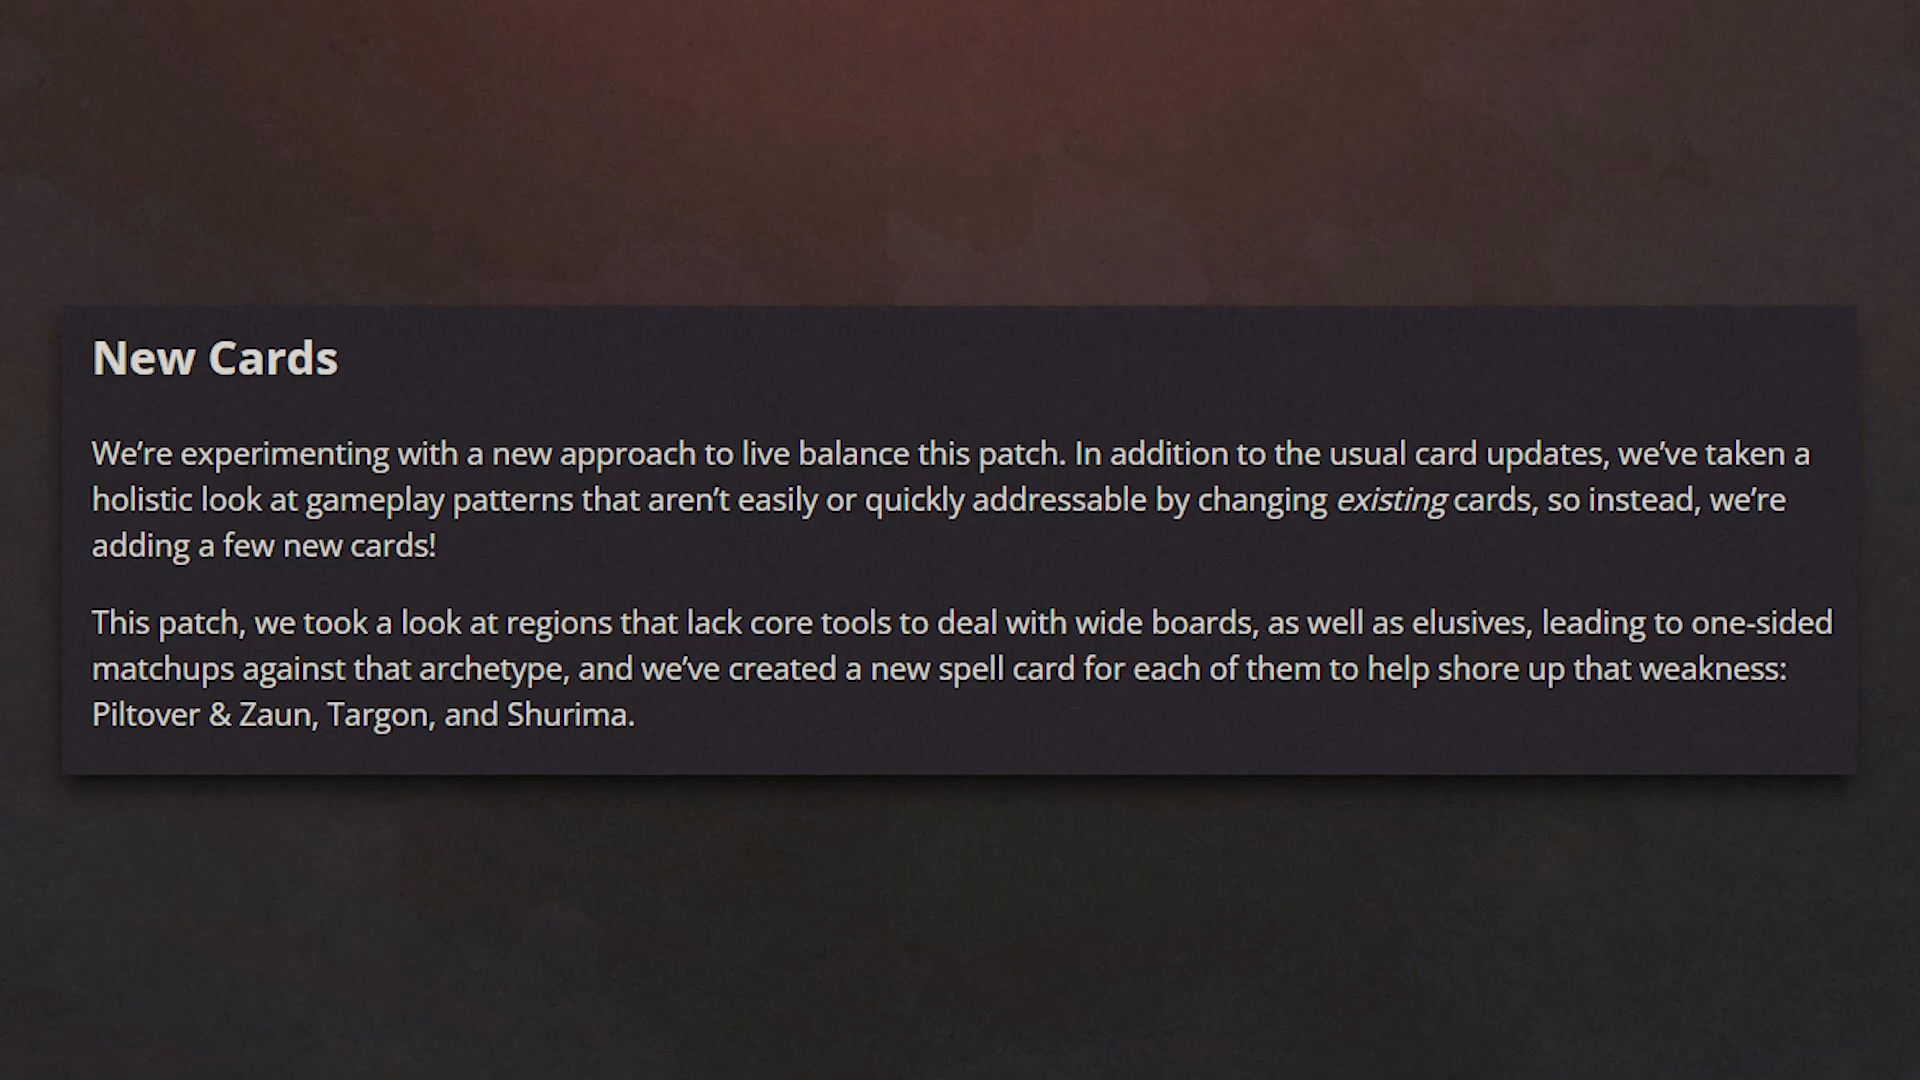 New Cards
We’re experimenting with a new approach to live balance this patch. In addition to the usual card updates, we’ve taken a
holistic look at gameplay patterns that aren’t easily or quickly addressable by changing existing cards, so instead, we’re
adding a few new cards!
This patch, we took a look at regions that lack core tools to deal with wide boards, as well as elusives, leading to one-sided
matchups against that archetype, and we’ve created a new spell card for each of them to help shore up that weakness:
Piltover & Zaun, Targon, and Shurima.